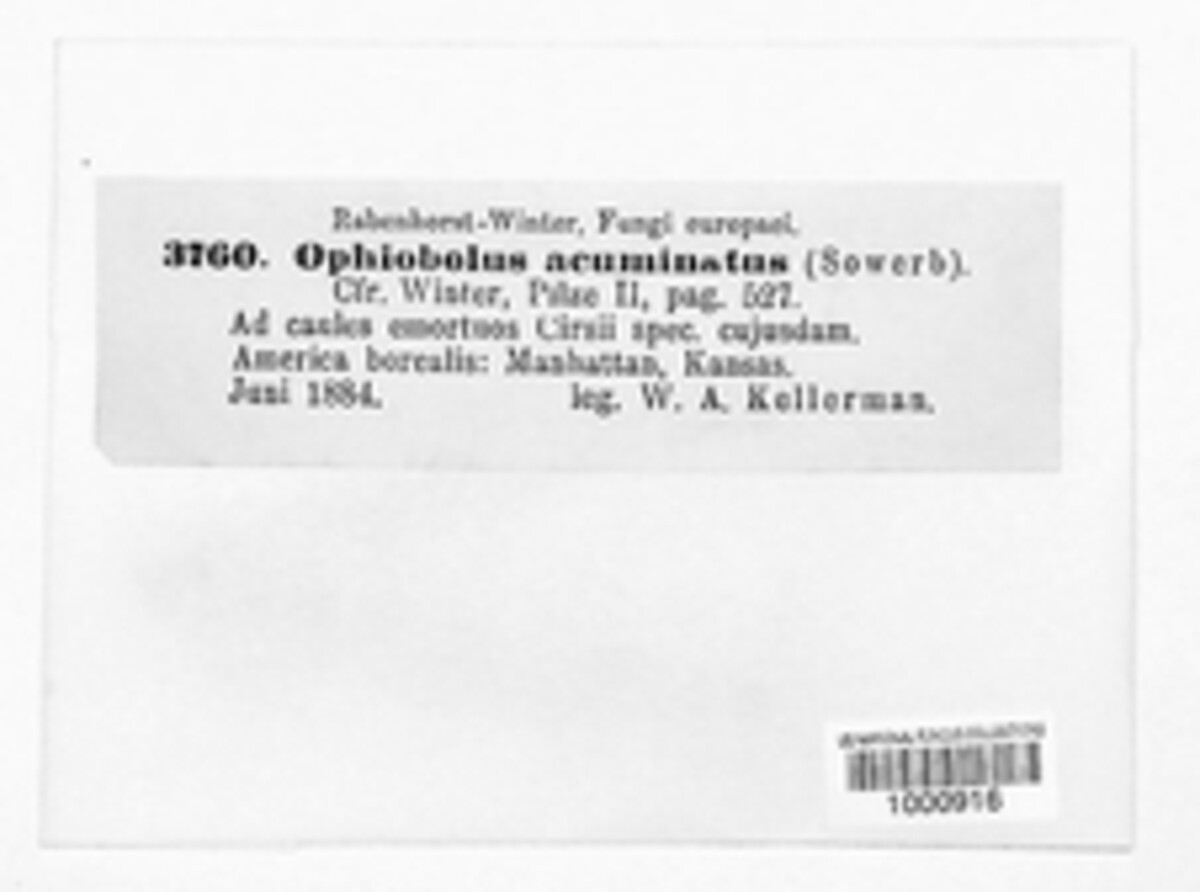 Rabenhorst-Winter, Fungi europaei.
3760. Ophiobolus acuminatus (Sowerb).
Cfr. Winter, Pilze II, pag. 527.
Ad caules emortuos Cirsii spec. cujusdam.
America borealis: Manhattan, Kansas.
Juni 1884. leg. W. A. Kellerman.
1000916